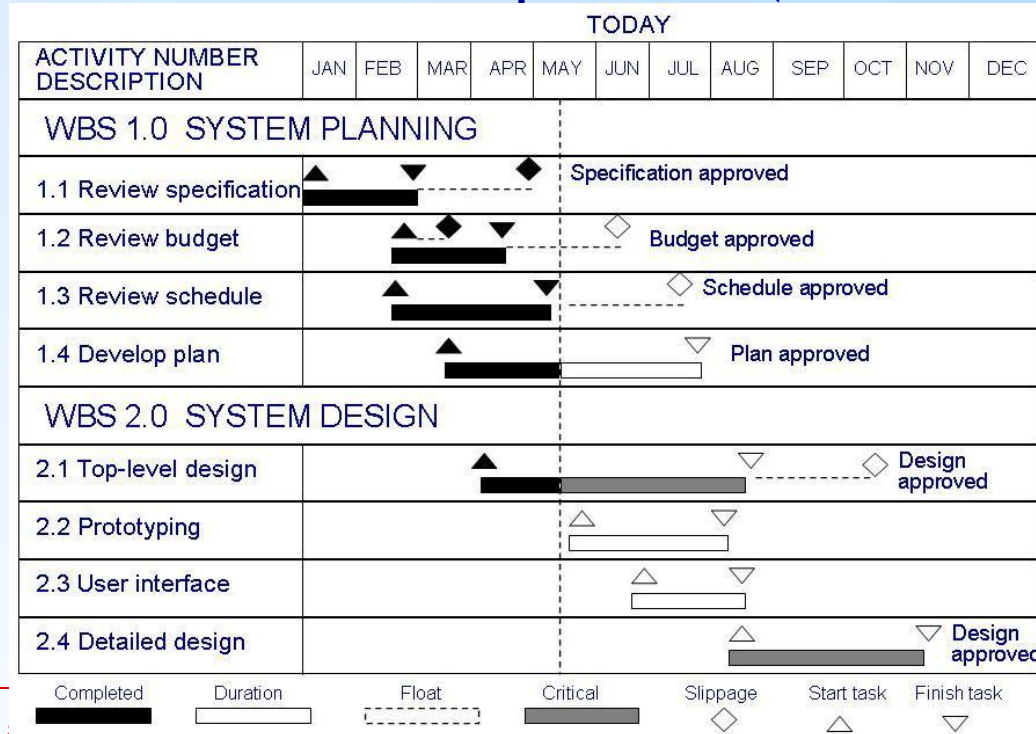 TODAY
ACTIVITY NUMBER
DESCRIPTION
JAN FEB MAR APR MAY JUN JUL AUG SEP OCT NOV DEC
WBS 1.0 SYSTEM PLANNING
1.1 Review specification
Specification approved
1.2 Review budget
Budget approved
1.3 Review schedule
Schedule approved
1.4 Develop plan
Plan approved
WBS 2.0 SYSTEM DESIGN
2.1 Top-level design
Design
approved
2.2 Prototyping
2.3 User interface
2.4 Detailed design
Design
approved
Completed Duration Float Critical Slippage Start task Finish task